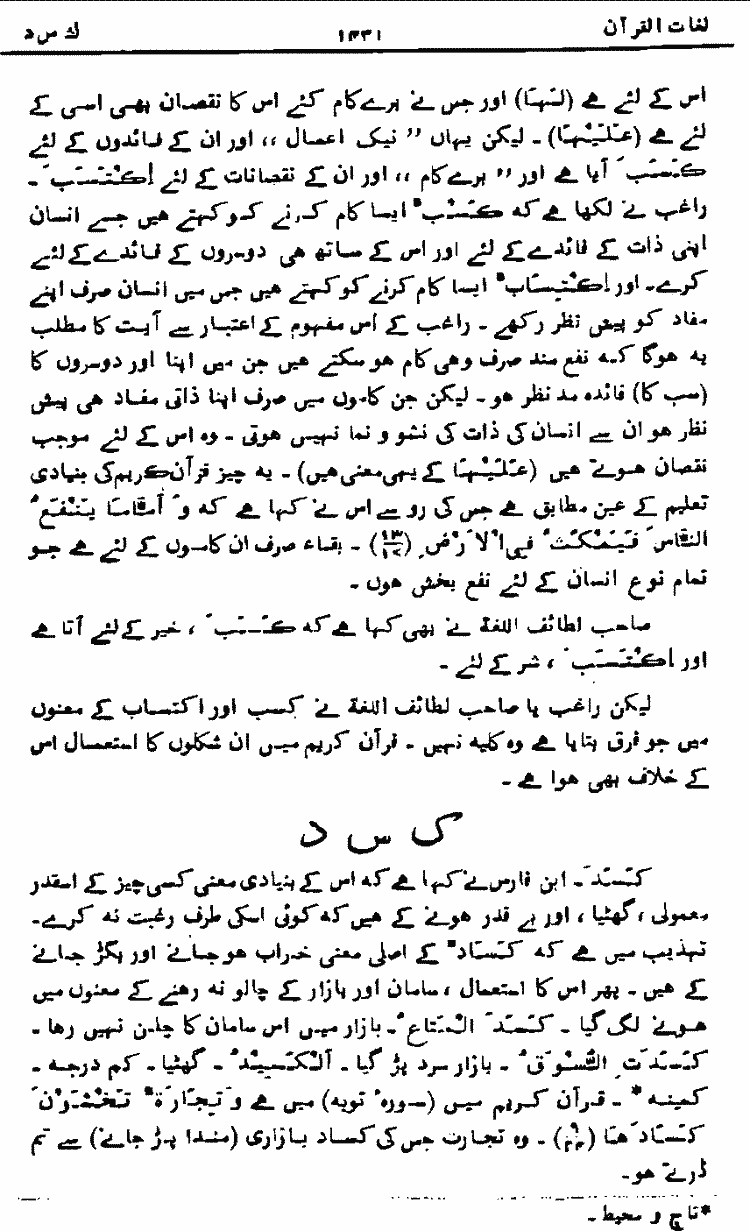 لغات القرآن ۱۴۳۱ ک س د
اس کے لئے ہے (لَہَا) اور جس نے برے کام کئے اس کا نقصان بھی اسی کے
لئے ہے (عَلَیْہَا) ۔ لیکن یہاں ’’ نیک اعمال ‘‘ اور ان کے فائدوں کے لئے
کَسَبَ آیا ہے اور ’’ برے کام ‘‘ اور ان کے نقصانات کے لئے اِکْتَسَبَ ۔
راغب نے لکھا ہے کہ کَسْبٌ ایسا کام کرنے کو کہتے ہیں جسے انسان
اپنی ذات کے فائدے کے لئے اور اس کے ساتھ ہی دوسروں کے فائدے کے لئے
کرے۔ اور اِکْتِسَابٌ ایسا کام کرنے کو کہتے ہیں جس میں انسان صرف اپنے
مفاد کو پیش نظر رکھے ۔ راغب کے اس مفہوم کے اعتبار سے آیت کا مطلب
یہ ہوگا کہ نفع مند صرف وہی کام ہو سکتے ہیں جن میں اپنا اور دوسروں کا
(سب کا) فائدہ مد نظر ہو ۔ لیکن جن کاموں میں صرف اپنا ذاتی مفاد ہی پیش
نظر ہو ان سے انسان کی ذات کی نشو و نما نہیں ہوتی ۔ وہ اس کے لئے موجب
نقصان ہوتے ہیں (عَلَیْہَا کے یہی معنی ہیں) ۔ یہ چیز قرآن کریم کی بنیادی
تعلیم کے عین مطابق ہے جس کی رو سے اس نے کہا ہے کہ وَ اَمَّامَا یَنْفَعُ
النَّاسَ فَیَمْکُثُ فِی الْاَرْضِ (۱۳/۱۷) ۔ بقاء صرف ان کاموں کے لئے ہے جو
تمام نوع انسان کے لئے نفع بخش ہوں ۔
صاحب لطائف اللغة نے بھی کہا ہے کہ کَسَبَ ، خیر کے لئے آتا ہے
اور اِکْتَسَبَ ، شر کے لئے ۔
لیکن راغب یا صاحب لطائف اللغة نے کسب اور اکتساب کے معنوں
میں جو فرق بتایا ہے وہ کلیہ نہیں ۔ قرآن کریم میں ان شکلوں کا استعمال اس
کے خلاف بھی ہوا ہے ۔
ک س د
کَسَدَ ۔ ابن فارس نے کہا ہے کہ اس کے بنیادی معنی کسی چیز کے اسقدر
معمولی ، گھٹیا ، اور بے قدر ہونے کے ہیں کہ کوئی اسکی طرف رغبت نہ کرے۔
تہذیب میں ہے کہ کَسَادٌ کے اصلی معنی خراب ہوجانے اور بگڑ جانے
کے ہیں ۔ پھر اس کا استعمال ، سامان اور بازار کے چالو نہ رہنے کے معنوں میں
ہونے لگ گیا ۔ کَسَدَ الْمَتَاعُ ۔ بازار میں اس سامان کا چلن نہیں رہا ۔
کَسَدَتِ السُّوْقُ ۔ بازار سرد پڑ گیا ۔ اَلْکَسِیْدُ ۔ گھٹیا ۔ کم درجہ ۔
کمینہ * ۔ قرآن کریم میں (سورہٴ توبہ) میں ہے وَتِجَارَۃٌ تَخْشَوْنَ
کَسَادَہَا ۔ وہ تجارت جس کی کساد بازاری (مندا پڑ جانے) سے تم
ڈرتے ہو۔
*تاج و محیط ۔